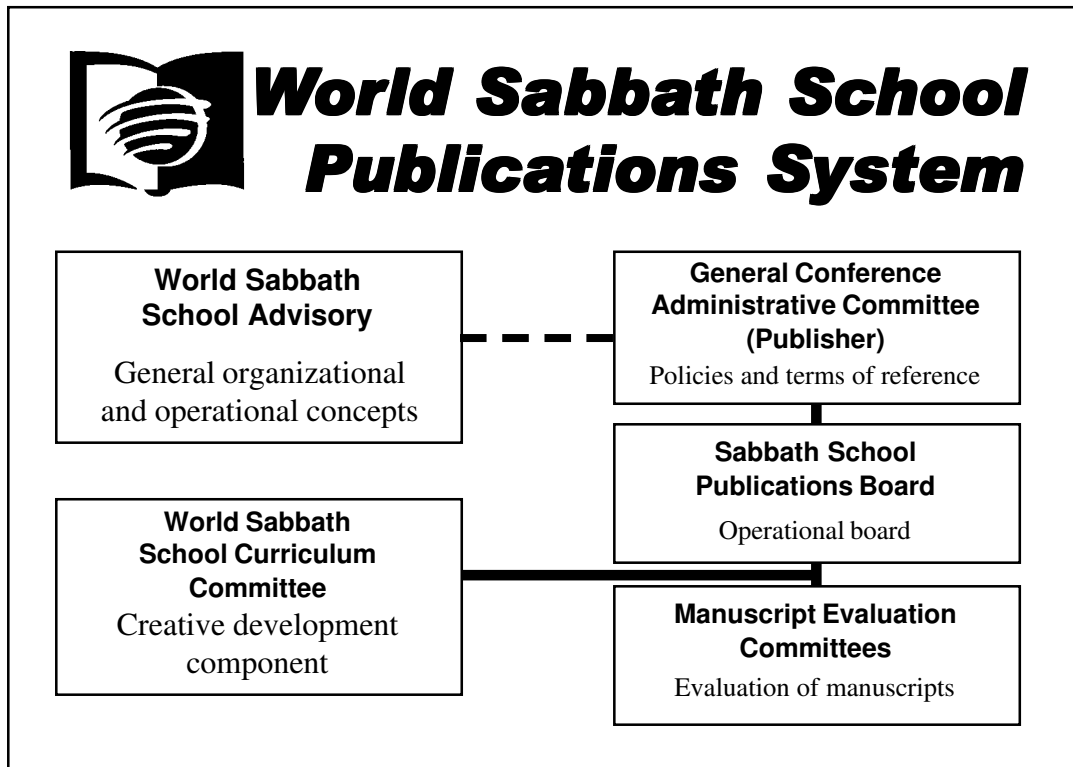 World Sabbath School
Publications System
World Sabbath
School Advisory
General organizational
and operational concepts
General Conference
Administrative Committee
(Publisher)
Policies and terms of reference
Sabbath School
Publications Board
Operational board
World Sabbath
School Curriculum
Committee
Creative development
component
Manuscript Evaluation
Committees
Evaluation of manuscripts